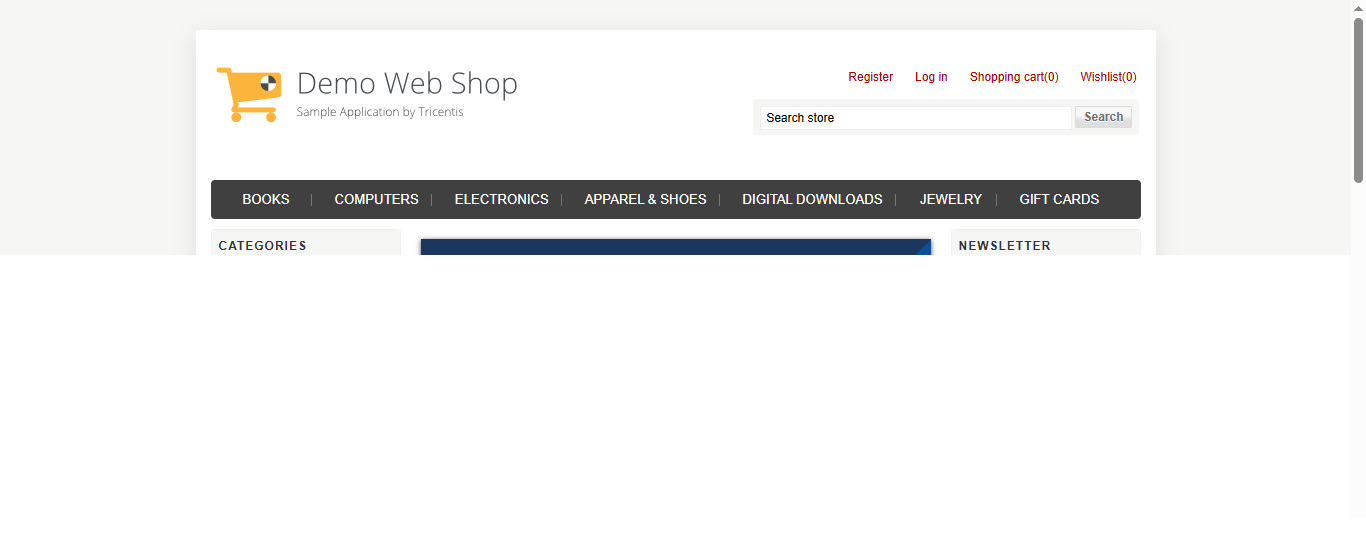 Demo Web Shop
Sample Application by Tricentis
Register Log in Shopping cart(0) Wishlist(0)
Search store Search
BOOKS COMPUTERS ELECTRONICS APPAREL & SHOES DIGITAL DOWNLOADS JEWELRY GIFT CARDS
CATEGORIES NEWSLETTER